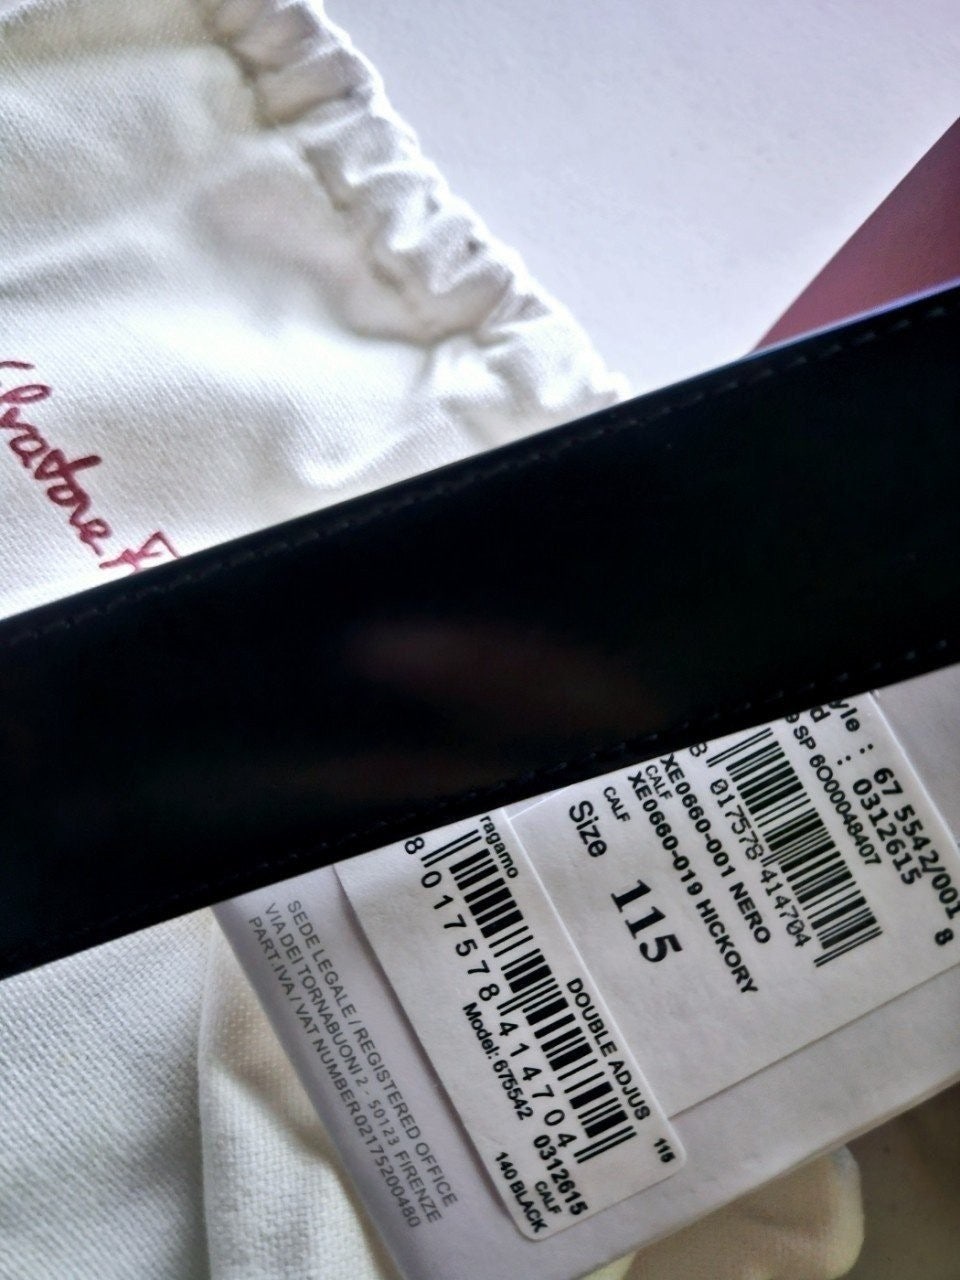 yle : 67 5542/001 8
d : 0312615
9 SP 6O00048407
8 017578 414704
XE0660-001 NERO
CALF
XE0660-019 HICKORY
CALF
Size 115
ragamo
8 017578 414704
DOUBLE ADJUS 115
Model: 675542 0312615
CALF
140 BLACK
SEDE LEGALE / REGISTERED OFFICE
VIA DEI TORNABUONI 2 - 50123 FIRENZE
PART.IVA / VAT NUMBER 02175200480